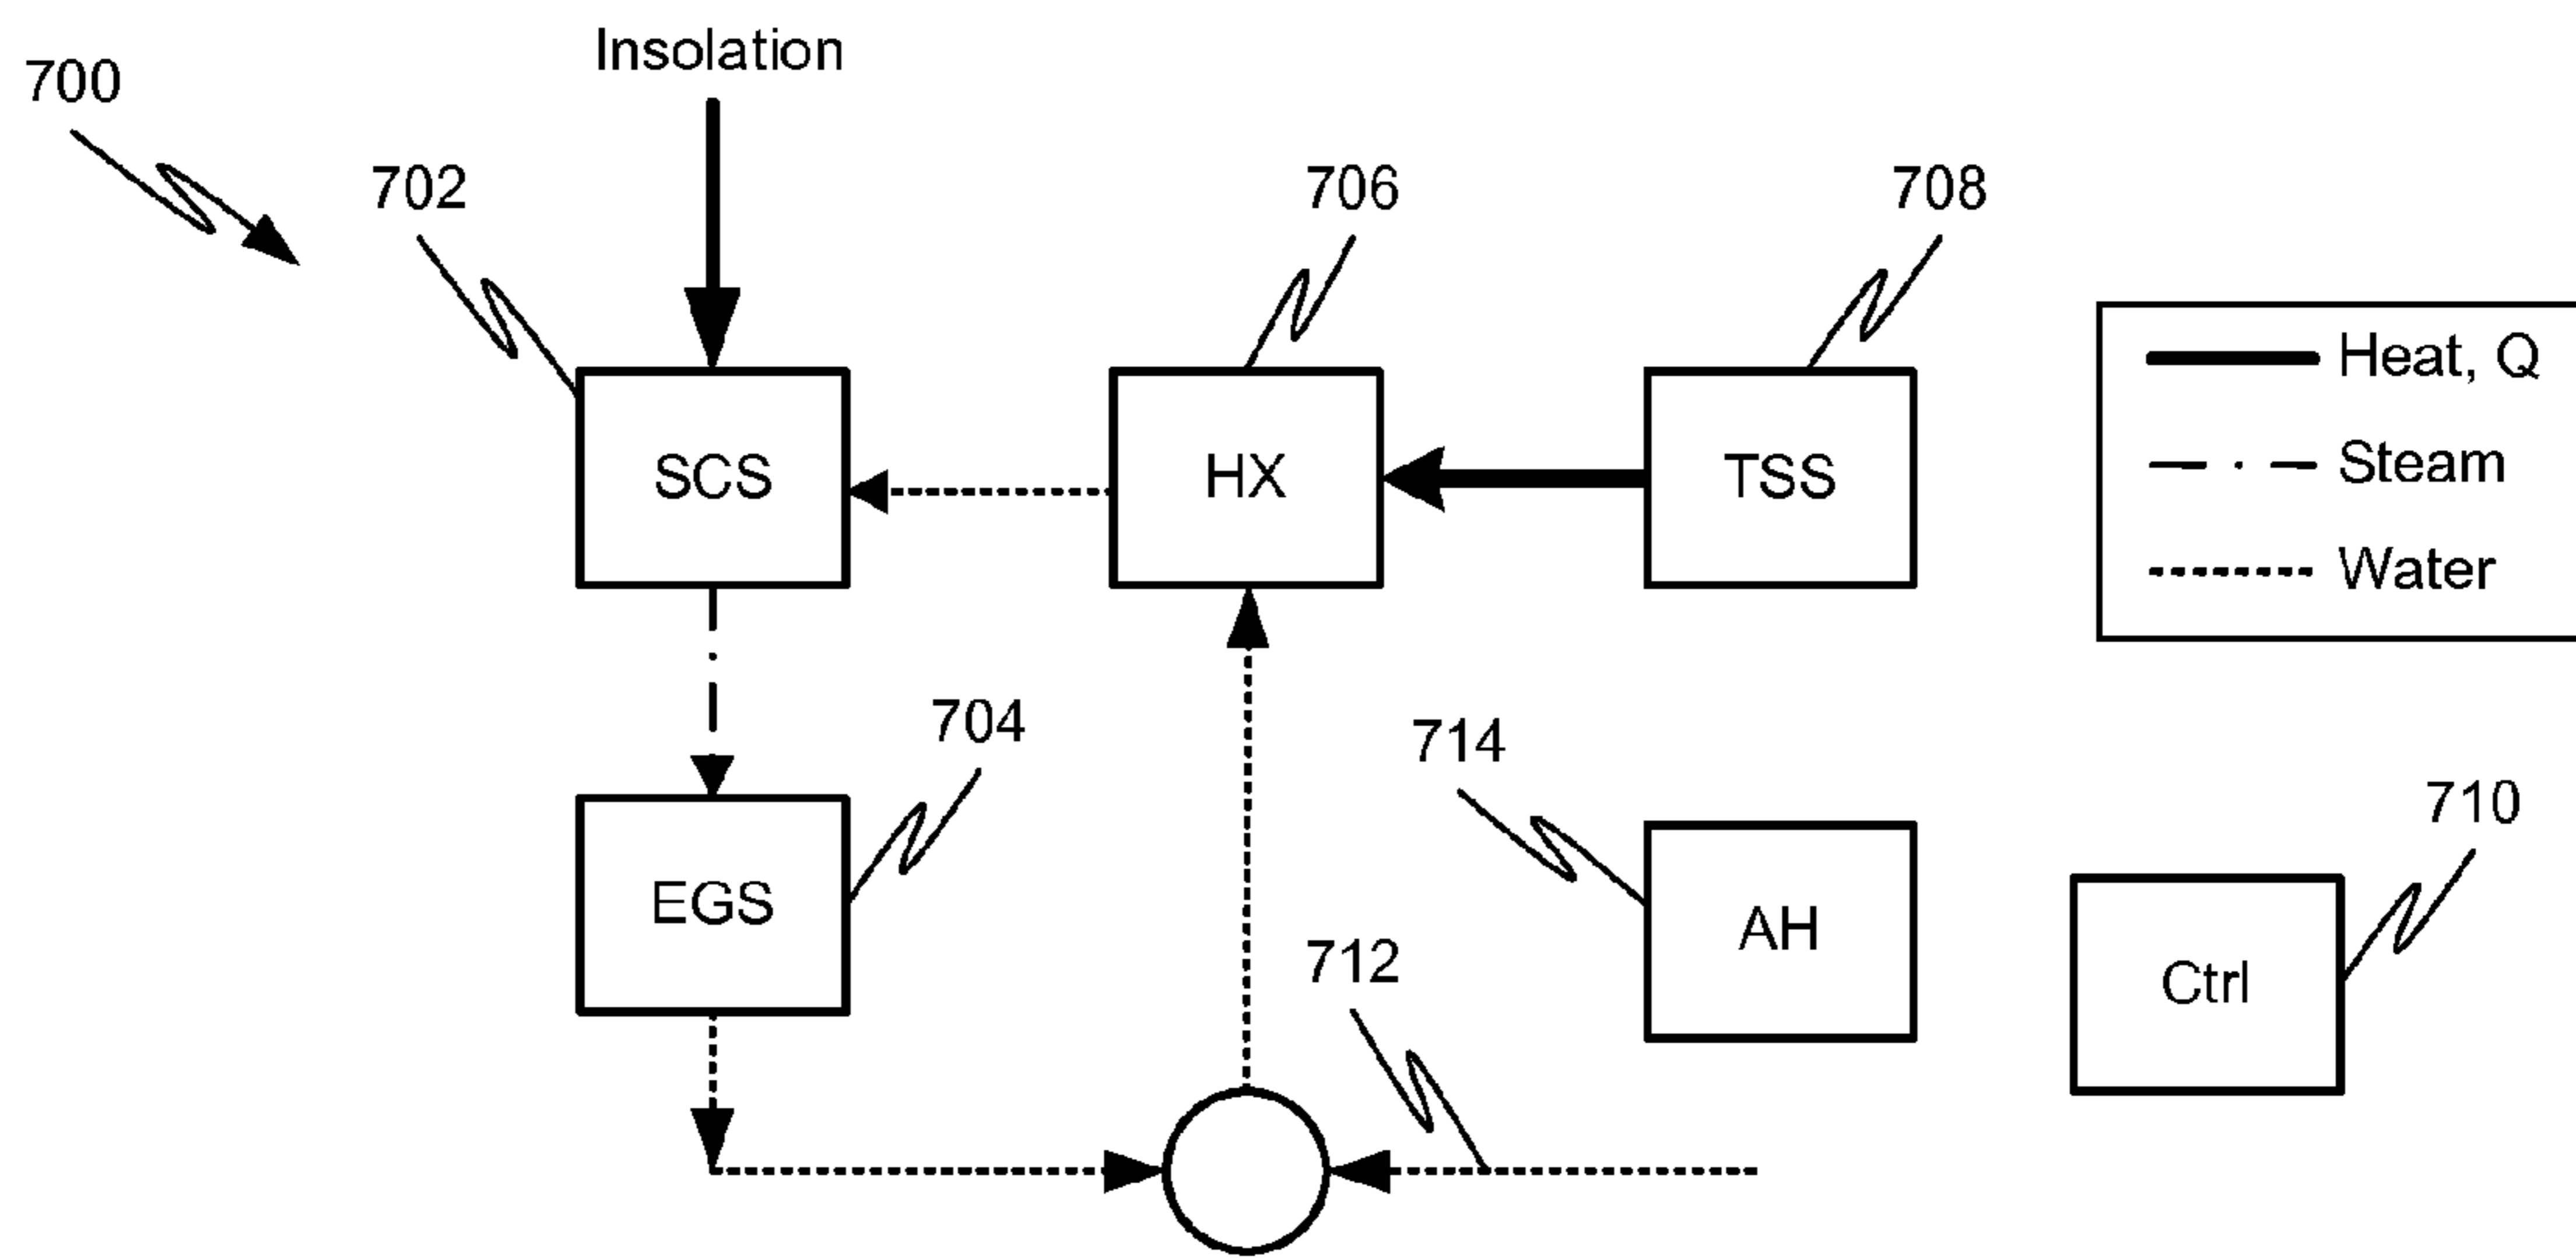 Insolation
700
702
706
708
Heat, Q
SCS
HX
TSS
Steam
Water
704
714
710
EGS
AH
712
Ctrl